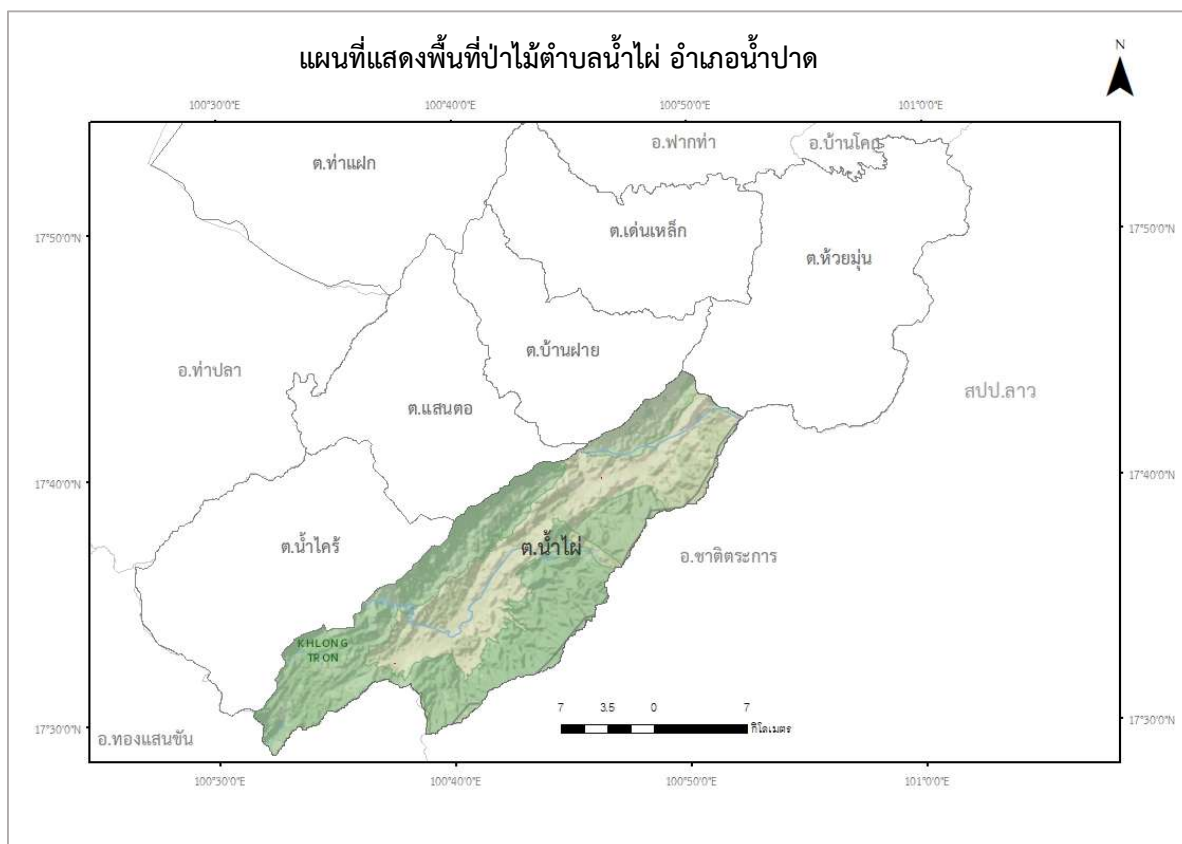 แผนที่แสดงพื้นที่ป่าไม้ตำบลน้ำไผ่ อำเภอน้ำปาด
N
100°30'0"E 100°40'0"E 100°50'0"E 101°0'0"E
อ.ฟากท่า
อ.บ้านโคก
ต.ท่าแฝก
ต.เด่นเหล็ก
17°50'0"N
17°50'0"N
ต.ห้วยมุ่น
ต.บ้านฝาย
อ.ท่าปลา
สปป.ลาว
ต.แสนตอ
17°40'0"N
17°40'0"N
ต.น้ำไคร้
ต.น้ำไผ่
อ.ชาติตระการ
KHLONG
TRON
7 3.5 0 7
กิโลเมตร
17°30'0"N
17°30'0"N
อ.ทองแสนขัน
100°30'0"E 100°40'0"E 100°50'0"E 101°0'0"E